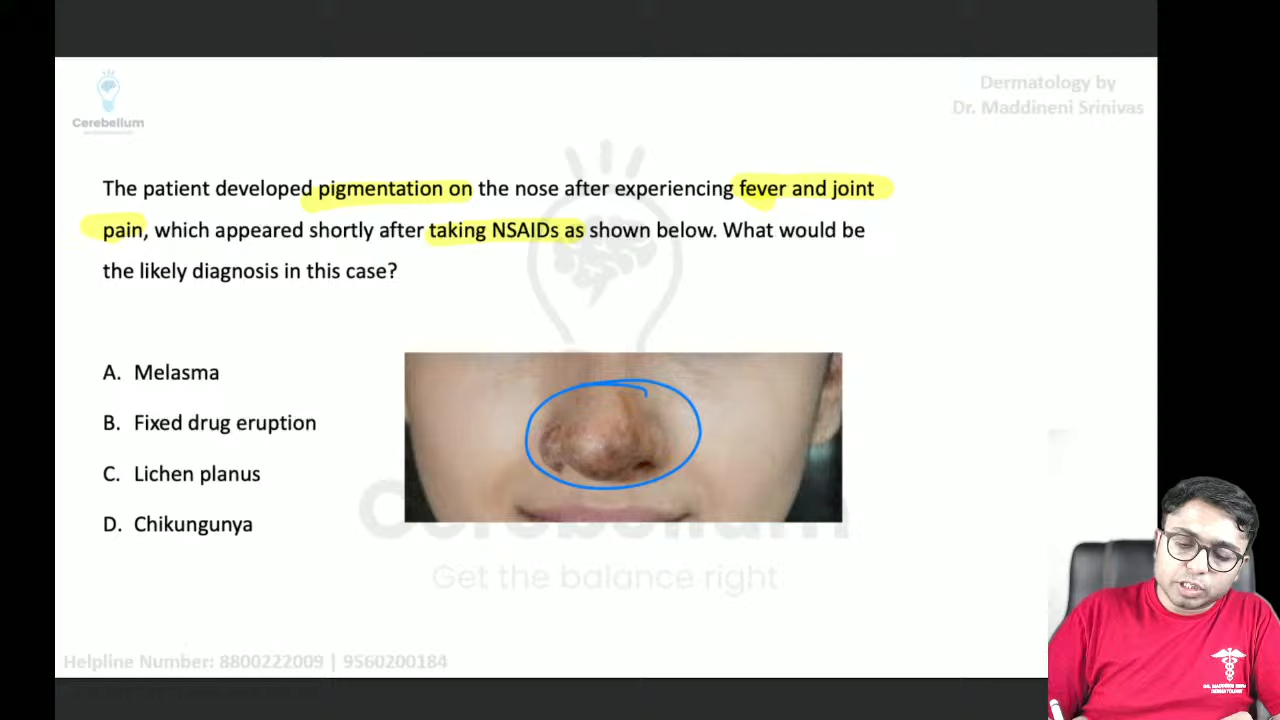 Cerebellum
Dermatology by
Dr. Maddineni Srinivas
The patient developed pigmentation on the nose after experiencing fever and joint
pain, which appeared shortly after taking NSAIDs as shown below. What would be
the likely diagnosis in this case?
A. Melasma
B. Fixed drug eruption
C. Lichen planus
D. Chikungunya
Cerebellum
Get the balance right
Helpline Number: 8800222009 | 9560200184